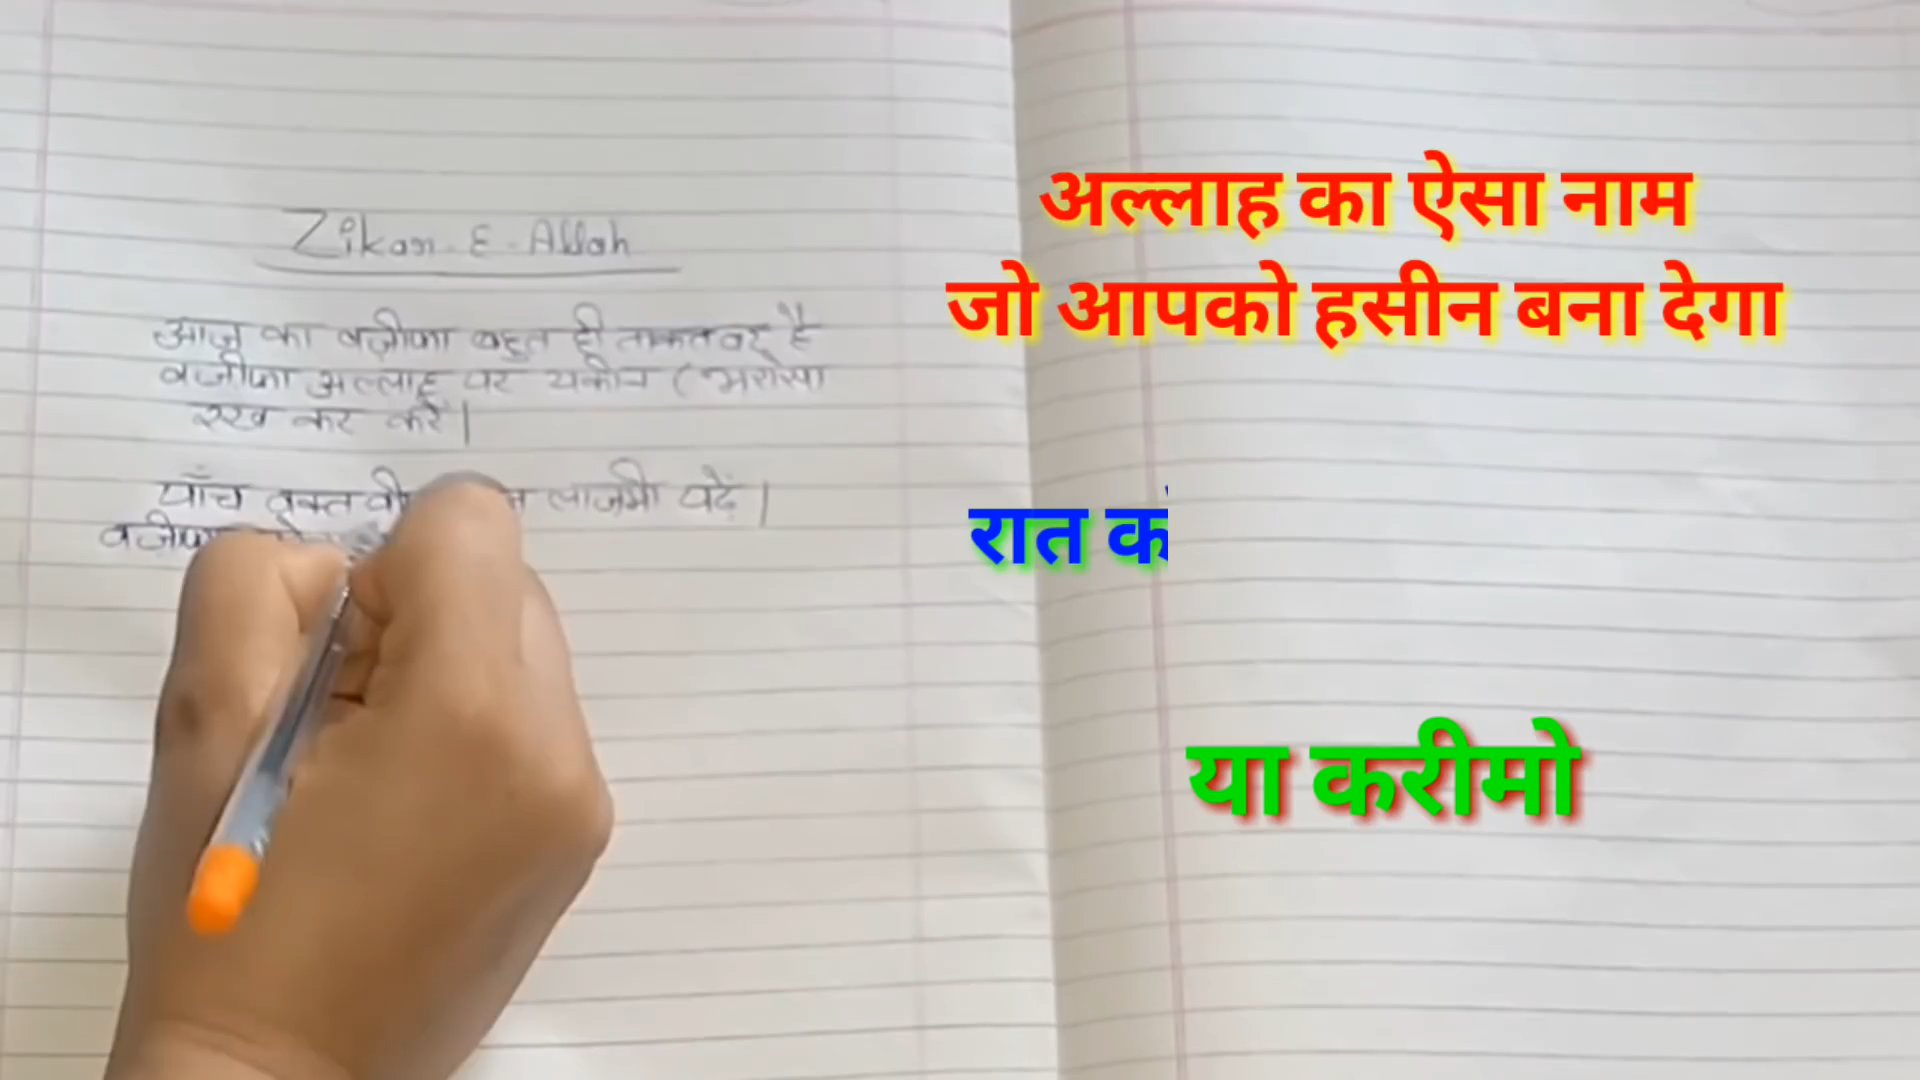 Zikar-E-Allah
आज का वज़ीफा बहुत ही ताकतवर है
वजीफा अल्लाह पर यकीन (भरोसा
रख कर करें।
पाँच वक्त की लाज़मी पढ़ें।
अल्लाह का ऐसा नाम
जो आपको हसीन बना देगा
रात क
या करीमो